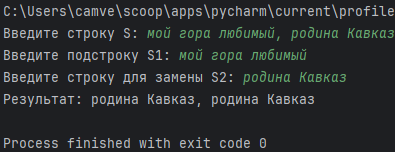 C:\Users\camve\scoop\apps\pycharm\current\profile
Введите строку S: мой гора любимый, родина Кавказ
Введите подстроку S1: мой гора любимый
Введите строку для замены S2: родина Кавказ
Результат: родина Кавказ, родина Кавказ
Process finished with exit code 0